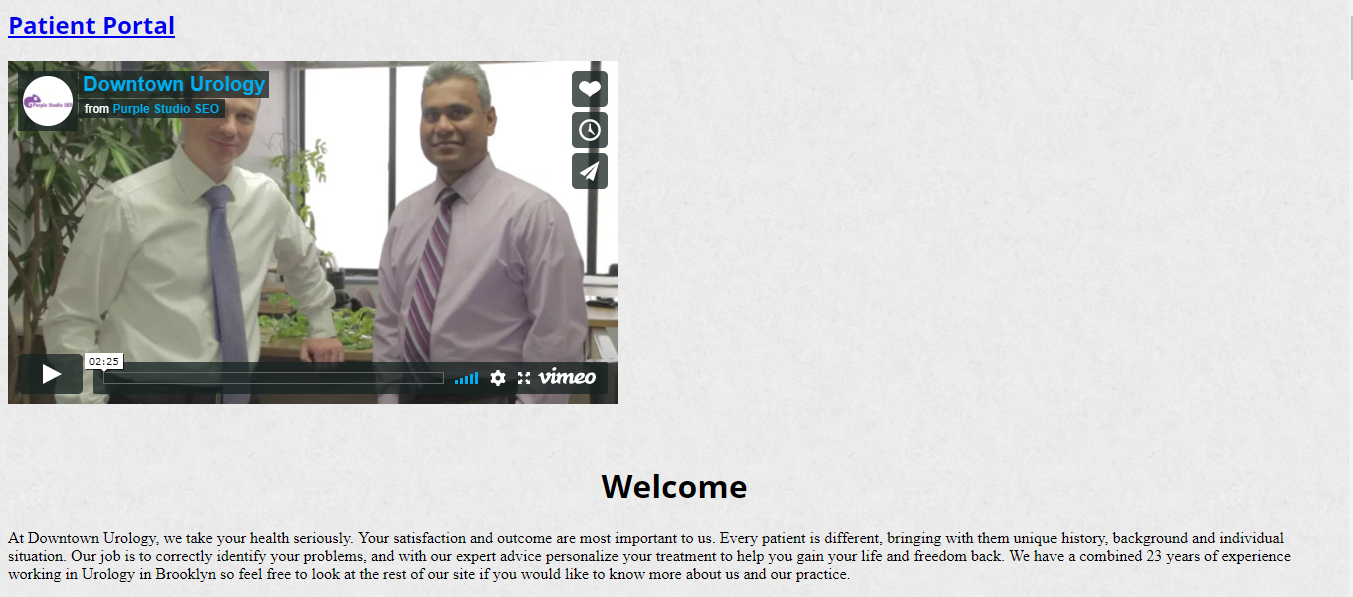 Patient Portal
Downtown Urology
Purple Studio SEO
from Purple Studio SEO
02:25
vimeo
Welcome
At Downtown Urology, we take your health seriously. Your satisfaction and outcome are most important to us. Every patient is different, bringing with them unique history, background and individual
situation. Our job is to correctly identify your problems, and with our expert advice personalize your treatment to help you gain your life and freedom back. We have a combined 23 years of experience
working in Urology in Brooklyn so feel free to look at the rest of our site if you would like to know more about us and our practice.